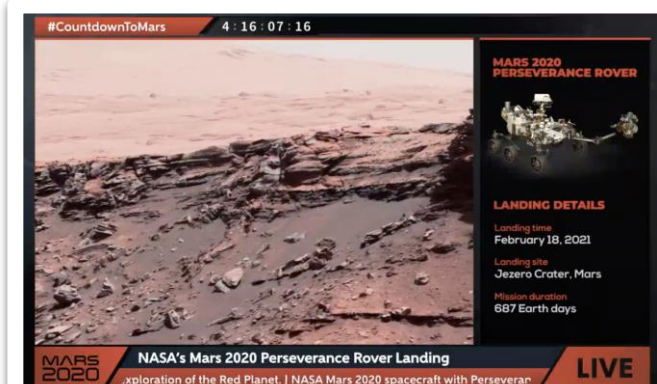 #CountdownToMars
4:16:07:16
MARS 2020
PERSEVERANCE ROVER
LANDING DETAILS
Landing time
February 18, 2021
Landing site
Jezero Crater, Mars
Mission duration
687 Earth days
MARS
2020
NASA's Mars 2020 Perseverance Rover Landing
xploration of the Red Planet. | NASA Mars 2020 spacecraft with Perseveran
LIVE